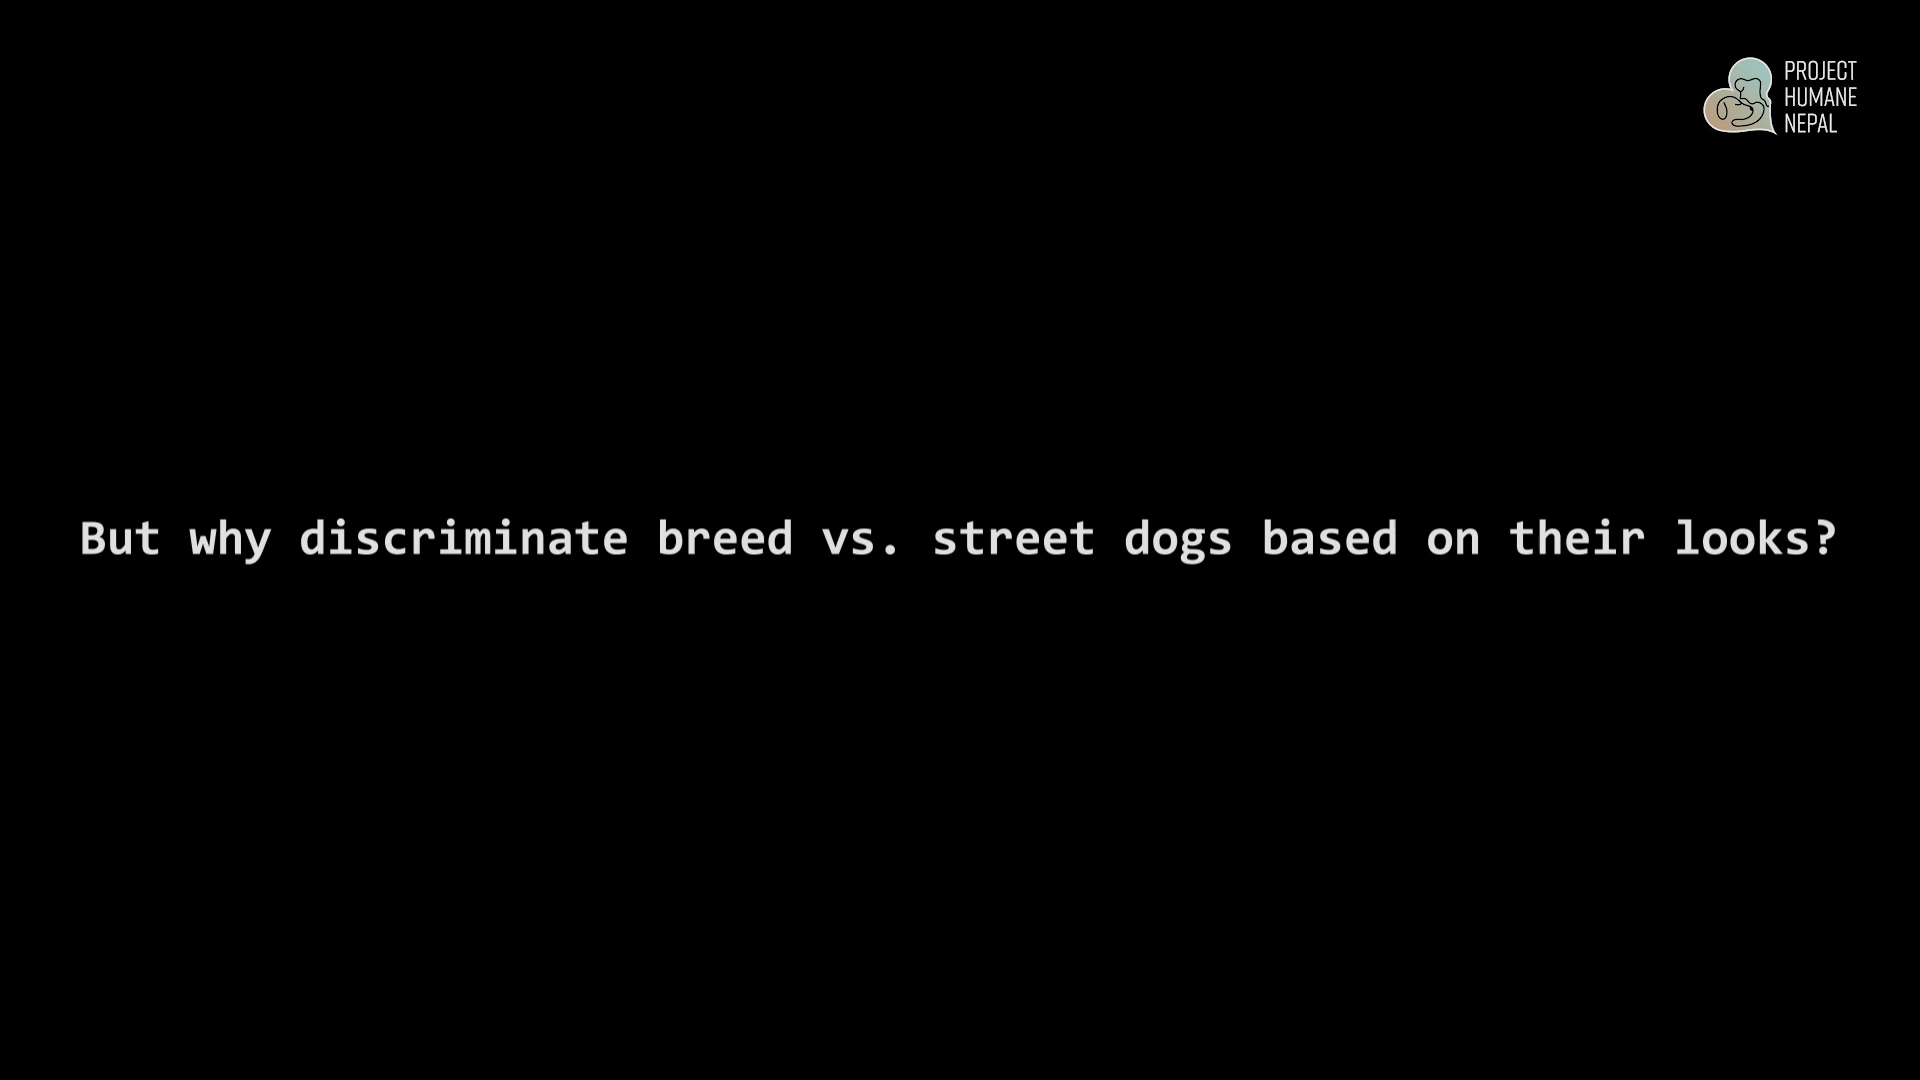 PROJECT
HUMANE
NEPAL
But why discriminate breed vs. street dogs based on their looks?